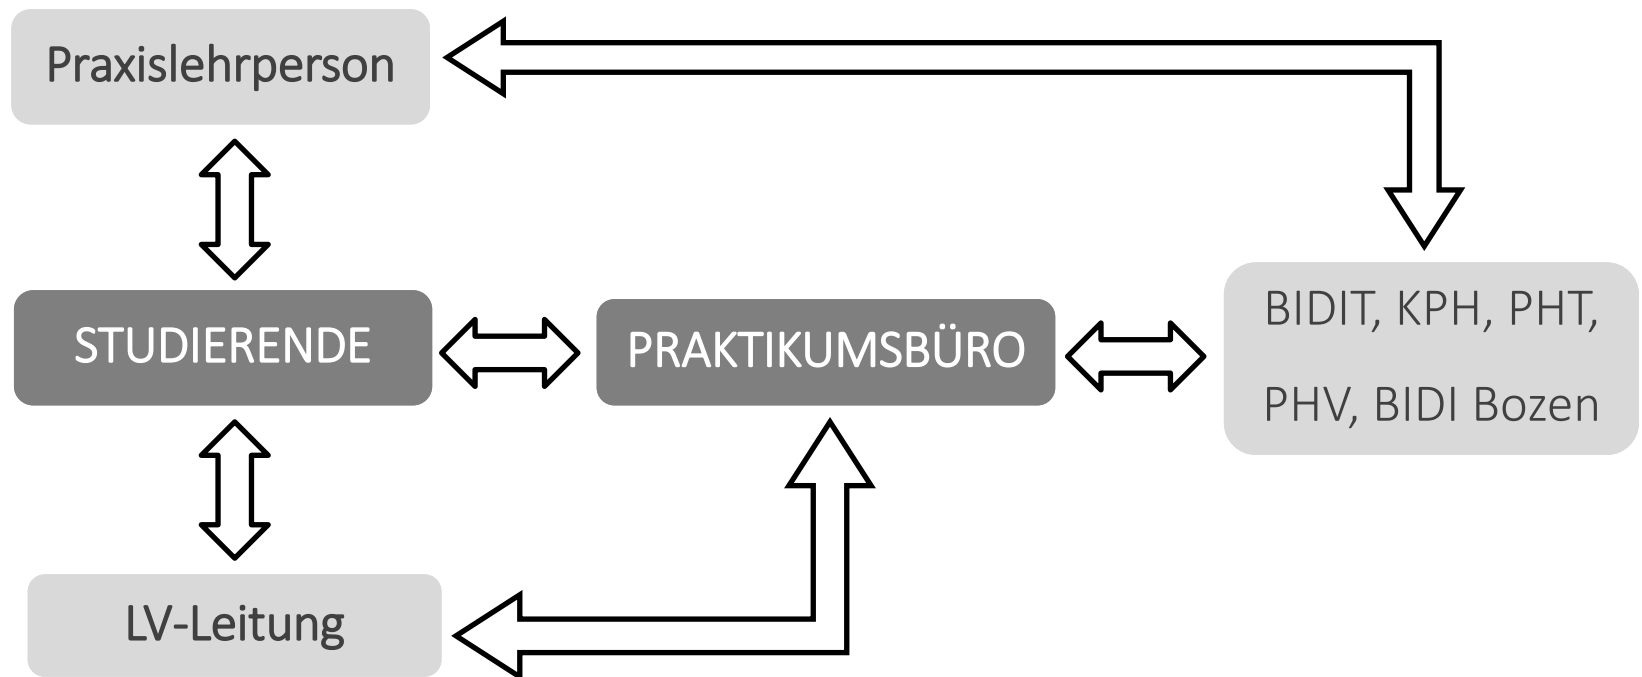 Praxislehrperson
STUDIERENDE
PRAKTIKUMSBÜRO
BIDIT, KPH, PHT,
PHV, BIDI Bozen
LV-Leitung